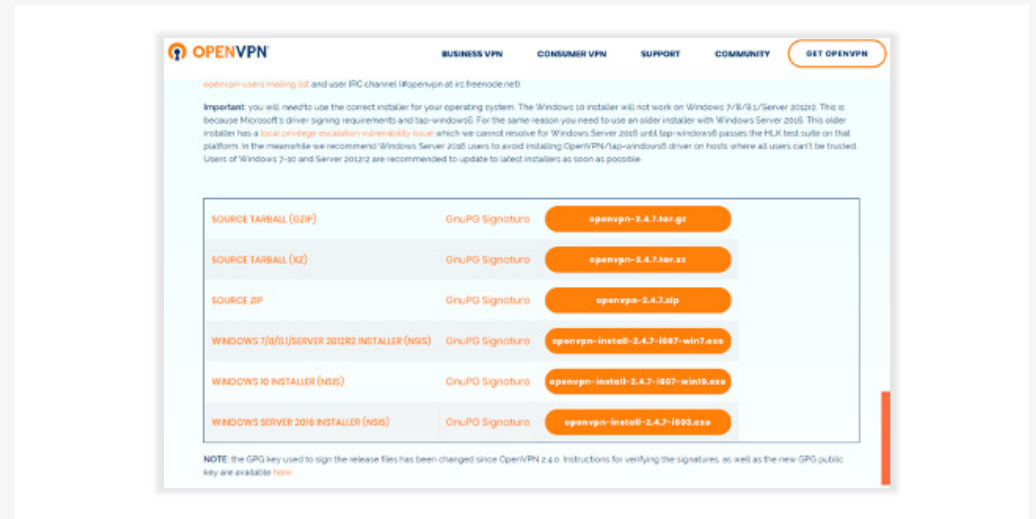 OPENVPN
BUSINESS VPN CONSUMER VPN SUPPORT COMMUNITY GET OPENVPN
openvpn-users mailing list and user IRC channel (#openvpn at irc.freenode.net).
Important: you will need to use the correct installer for your operating system. The Windows 10 installer will not work on Windows 7/8/8.1/Server 2012r2. This is
because Microsoft's driver signing requirements and tap-windows6. For the same reason you need to use an older installer with Windows Server 2016. This older
installer has a local privilege escalation vulnerability issue which we cannot resolve for Windows Server 2016 until tap-windows6 passes the HLK test suite on that
platform. In the meanwhile we recommend Windows Server 2016 users to avoid installing OpenVPN/tap-windows6 driver on hosts where all users can't be trusted.
Users of Windows 7-10 and Server 2012r2 are recommended to update to latest installers as soon as possible.
SOURCE TARBALL (GZIP) GnuPG Signature openvpn-2.4.7.tar.gz
SOURCE TARBALL (XZ) GnuPG Signature openvpn-2.4.7.tar.xz
SOURCE ZIP GnuPG Signature openvpn-2.4.7.zip
WINDOWS 7/8/8.1/SERVER 2012R2 INSTALLER (NSIS) GnuPG Signature openvpn-install-2.4.7-I607-win7.exe
WINDOWS 10 INSTALLER (NSIS) GnuPG Signature openvpn-install-2.4.7-I607-win10.exe
WINDOWS SERVER 2016 INSTALLER (NSIS) GnuPG Signature openvpn-install-2.4.7-I603.exe
NOTE: the GPG key used to sign the release files has been changed since OpenVPN 2.4.0. Instructions for verifying the signatures, as well as the new GPG public
key are available here.